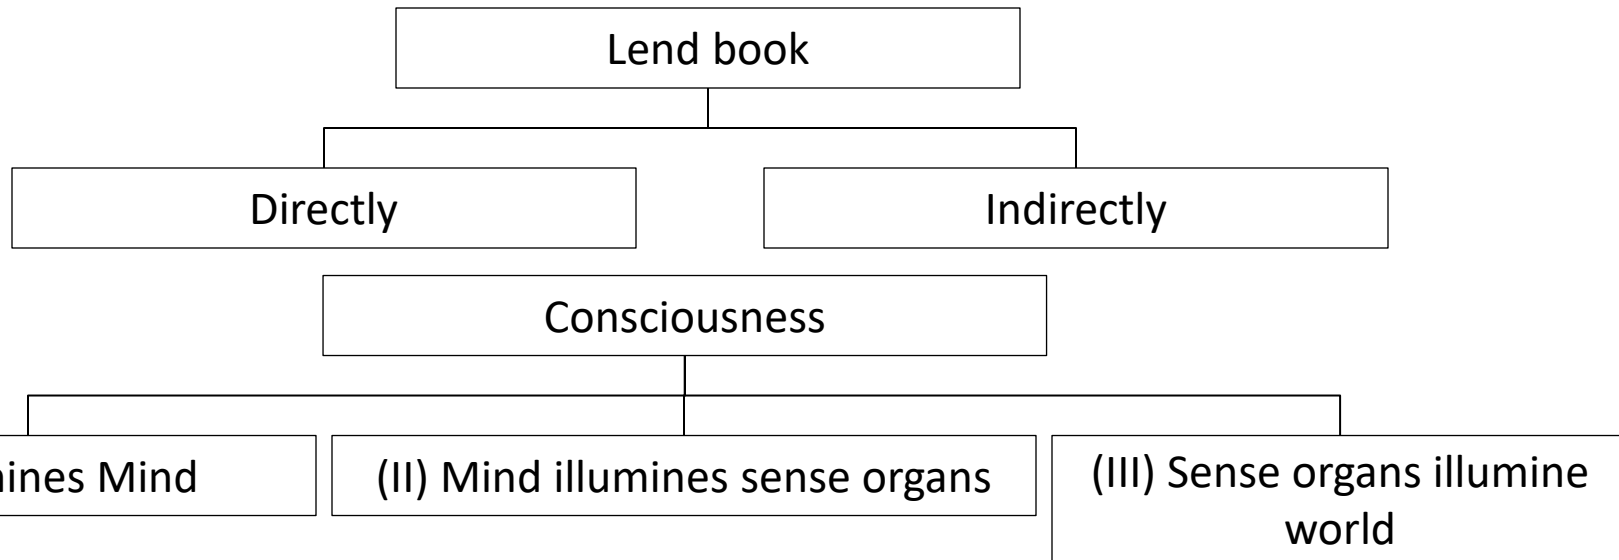 Lend book
Directly
Indirectly
Consciousness
Mind
(II) Mind illumines sense organs
(III) Sense organs illumine
world